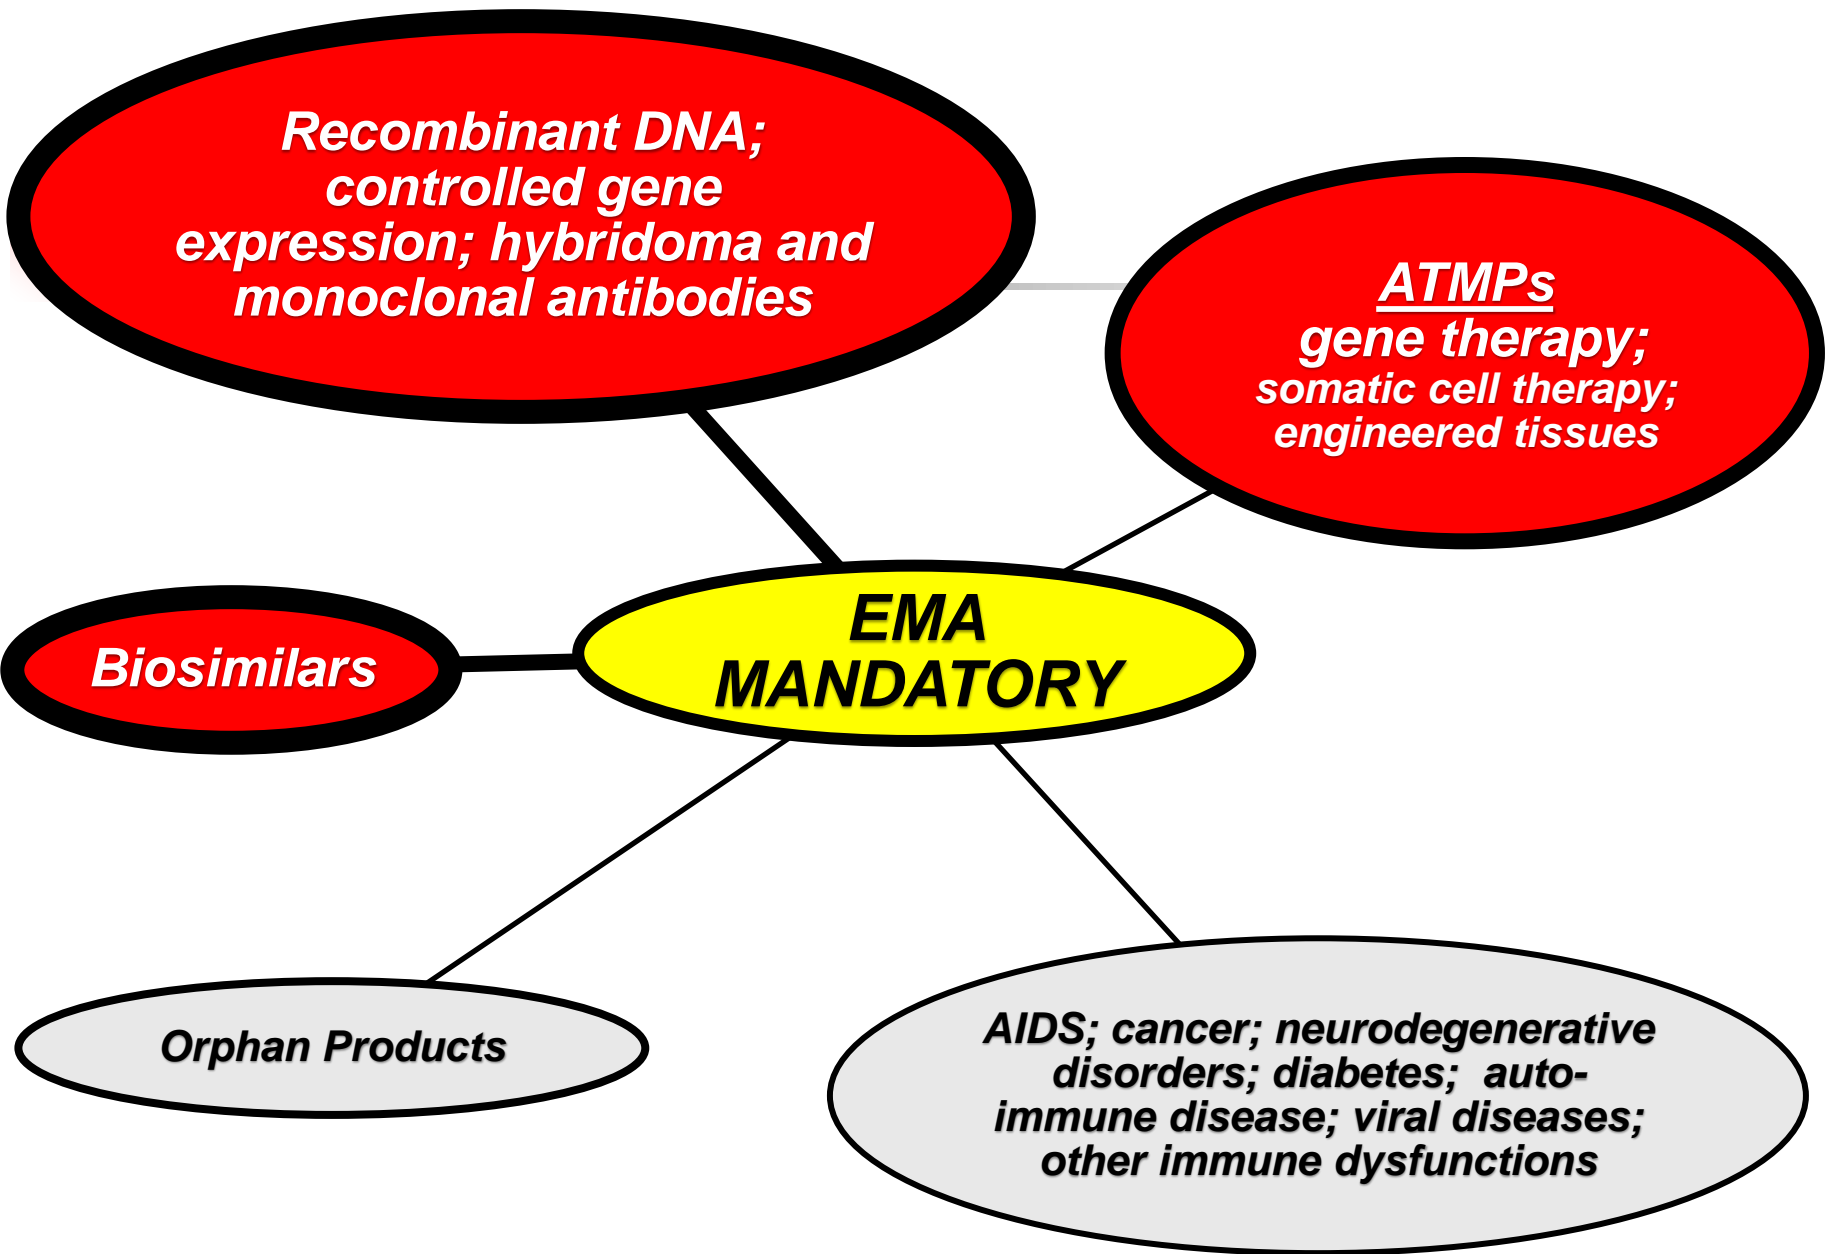 Recombinant DNA;
controlled gene
expression; hybridoma and
monoclonal antibodies
ATMPs
gene therapy;
somatic cell therapy;
engineered tissues
EMA
MANDATORY
Biosimilars
Orphan Products
AIDS; cancer; neurodegenerative
disorders; diabetes;  auto-
immune disease; viral diseases;
other immune dysfunctions